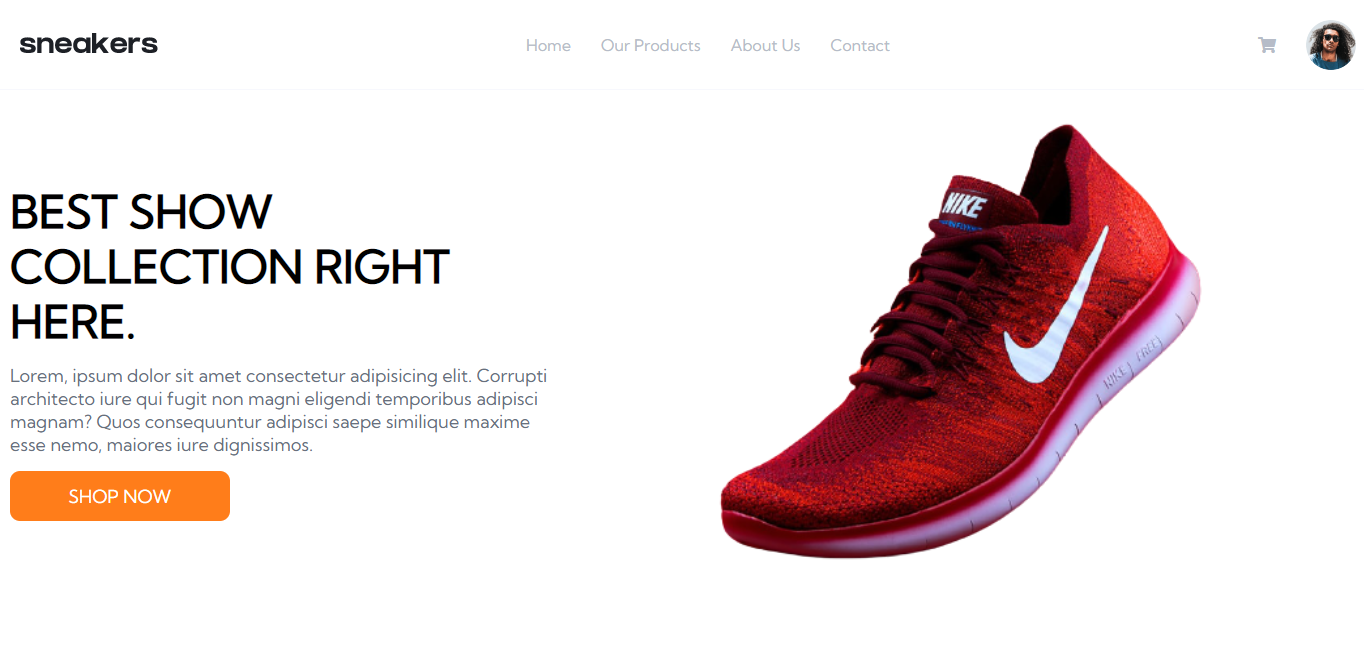 sneakers
Home Our Products About Us Contact
BEST SHOW
COLLECTION RIGHT
HERE.
Lorem, ipsum dolor sit amet consectetur adipisicing elit. Corrupti
architecto iure qui fugit non magni eligendi temporibus adipisci
magnam? Quos consequuntur adipisci saepe similique maxime
esse nemo, maiores iure dignissimos.
SHOP NOW
NIKE
NIKE FREE